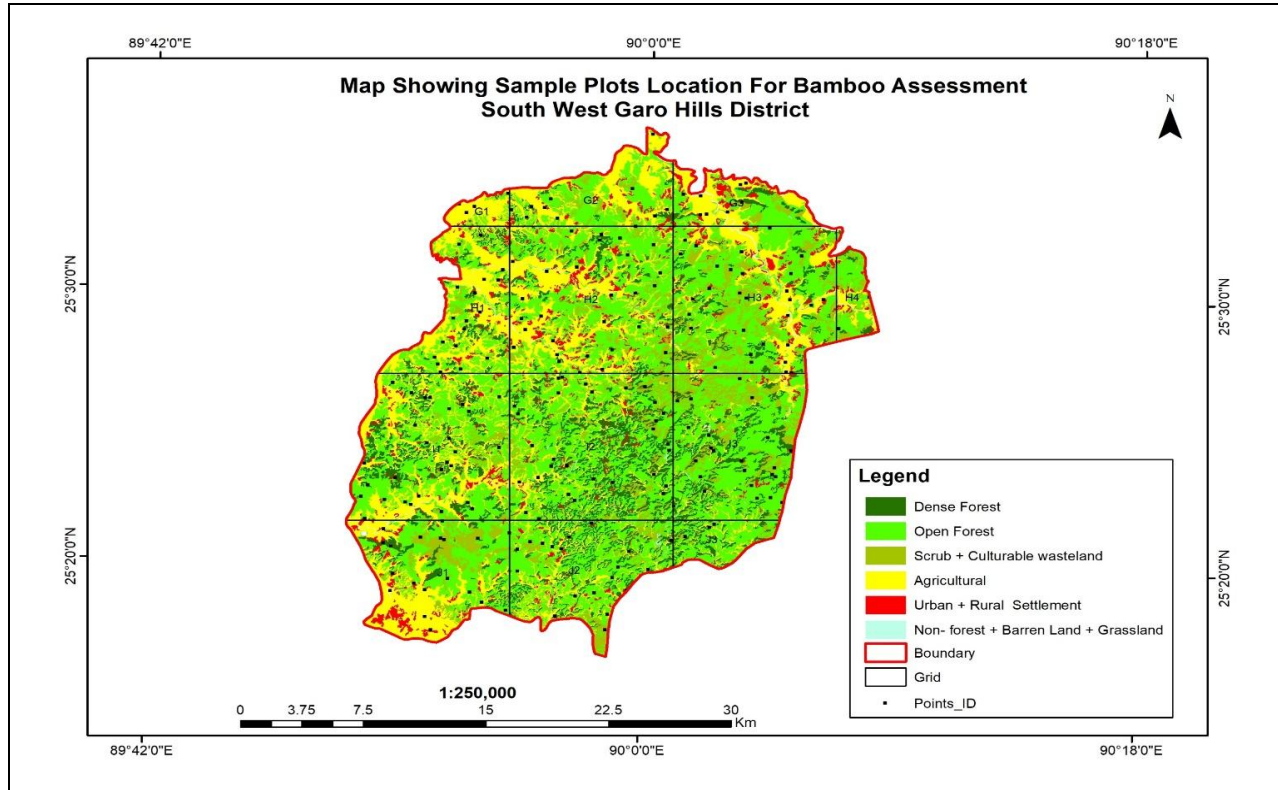 89°42'0"E
90°0'0"E
90°18'0"E
Map Showing Sample Plots Location For Bamboo Assessment
South West Garo Hills District
N
G1
G2
G3
25°30'0"N
25°30'0"N
H1
H2
H3
H4
I2
J2
J3
25°20'0"N
25°20'0"N
Legend
Dense Forest
Open Forest
Scrub + Culturable wasteland
Agricultural
Urban + Rural Settlement
Non- forest + Barren Land + Grassland
Boundary
Grid
Points_ID
1:250,000
0 3.75 7.5 15 22.5 30
Km
89°42'0"E
90°0'0"E
90°18'0"E